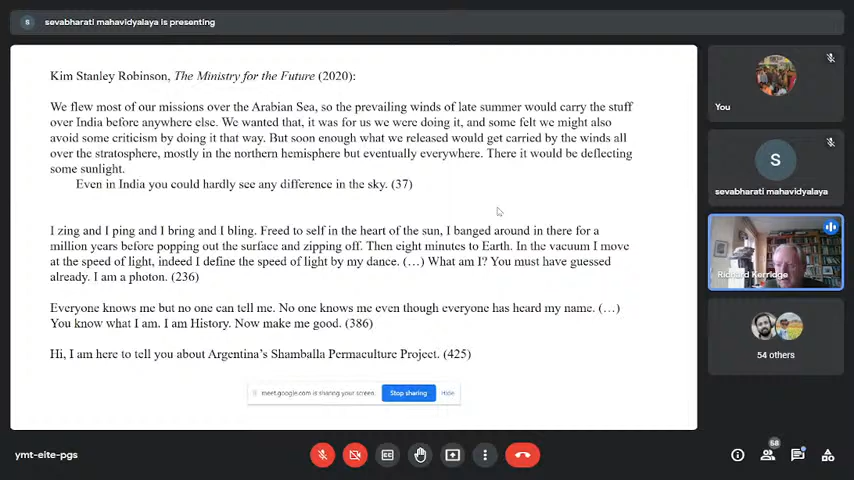 S sevabharati mahavidyalaya is presenting
Kim Stanley Robinson, The Ministry for the Future (2020):
We flew most of our missions over the Arabian Sea, so the prevailing winds of late summer would carry the stuff
over India before anywhere else. We wanted that, it was for us we were doing it, and some felt we might also
avoid some criticism by doing it that way. But soon enough what we released would get carried by the winds all
over the stratosphere, mostly in the northern hemisphere but eventually everywhere. There it would be deflecting
some sunlight.
Even in India you could hardly see any difference in the sky. (37)
I zing and I ping and I bring and I bling. Freed to self in the heart of the sun, I banged around in there for a
million years before popping out the surface and zipping off. Then eight minutes to Earth. In the vacuum I move
at the speed of light, indeed I define the speed of light by my dance. (…) What am I? You must have guessed
already. I am a photon. (236)
Everyone knows me but no one can tell me. No one knows me even though everyone has heard my name. (…)
You know what I am. I am History. Now make me good. (386)
Hi, I am here to tell you about Argentina's Shamballa Permaculture Project. (425)
meet.google.com is sharing your screen. Stop sharing Hide
You
S
sevabharati mahavidyalaya
Richard Kerridge
54 others
ymt-eite-pgs
58